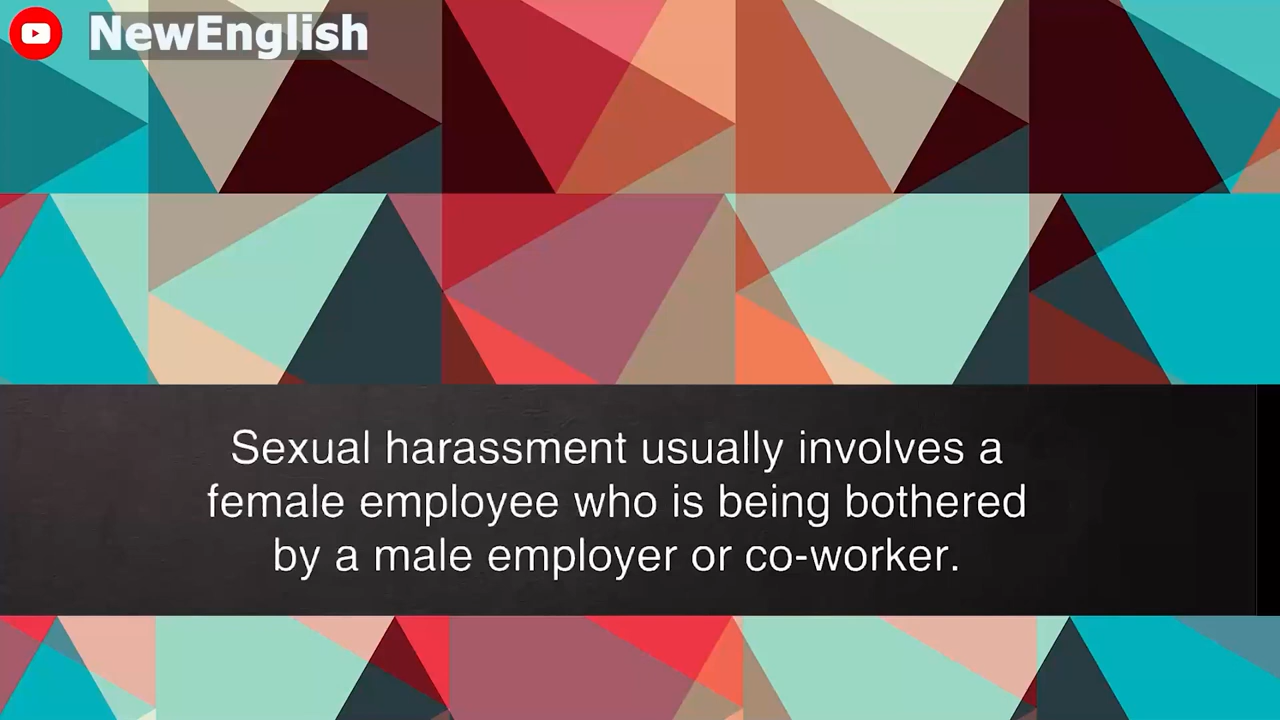 NewEnglish
Sexual harassment usually involves a
female employee who is being bothered
by a male employer or co-worker.